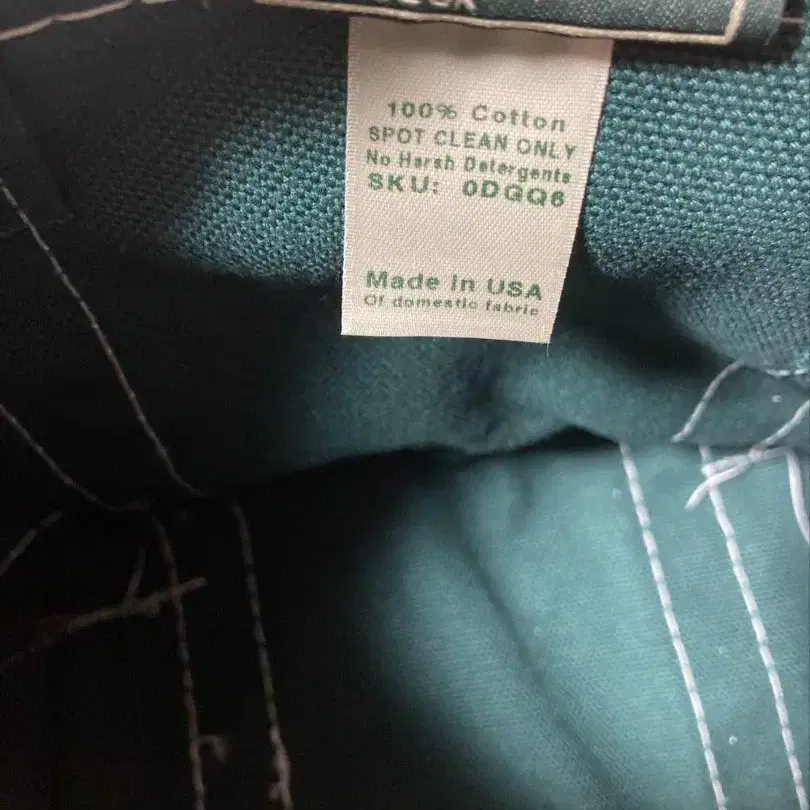 100% Cotton
SPOT CLEAN ONLY
No Harsh Detergents
SKU: 0DGQ6
Made in USA
Of domestic fabric